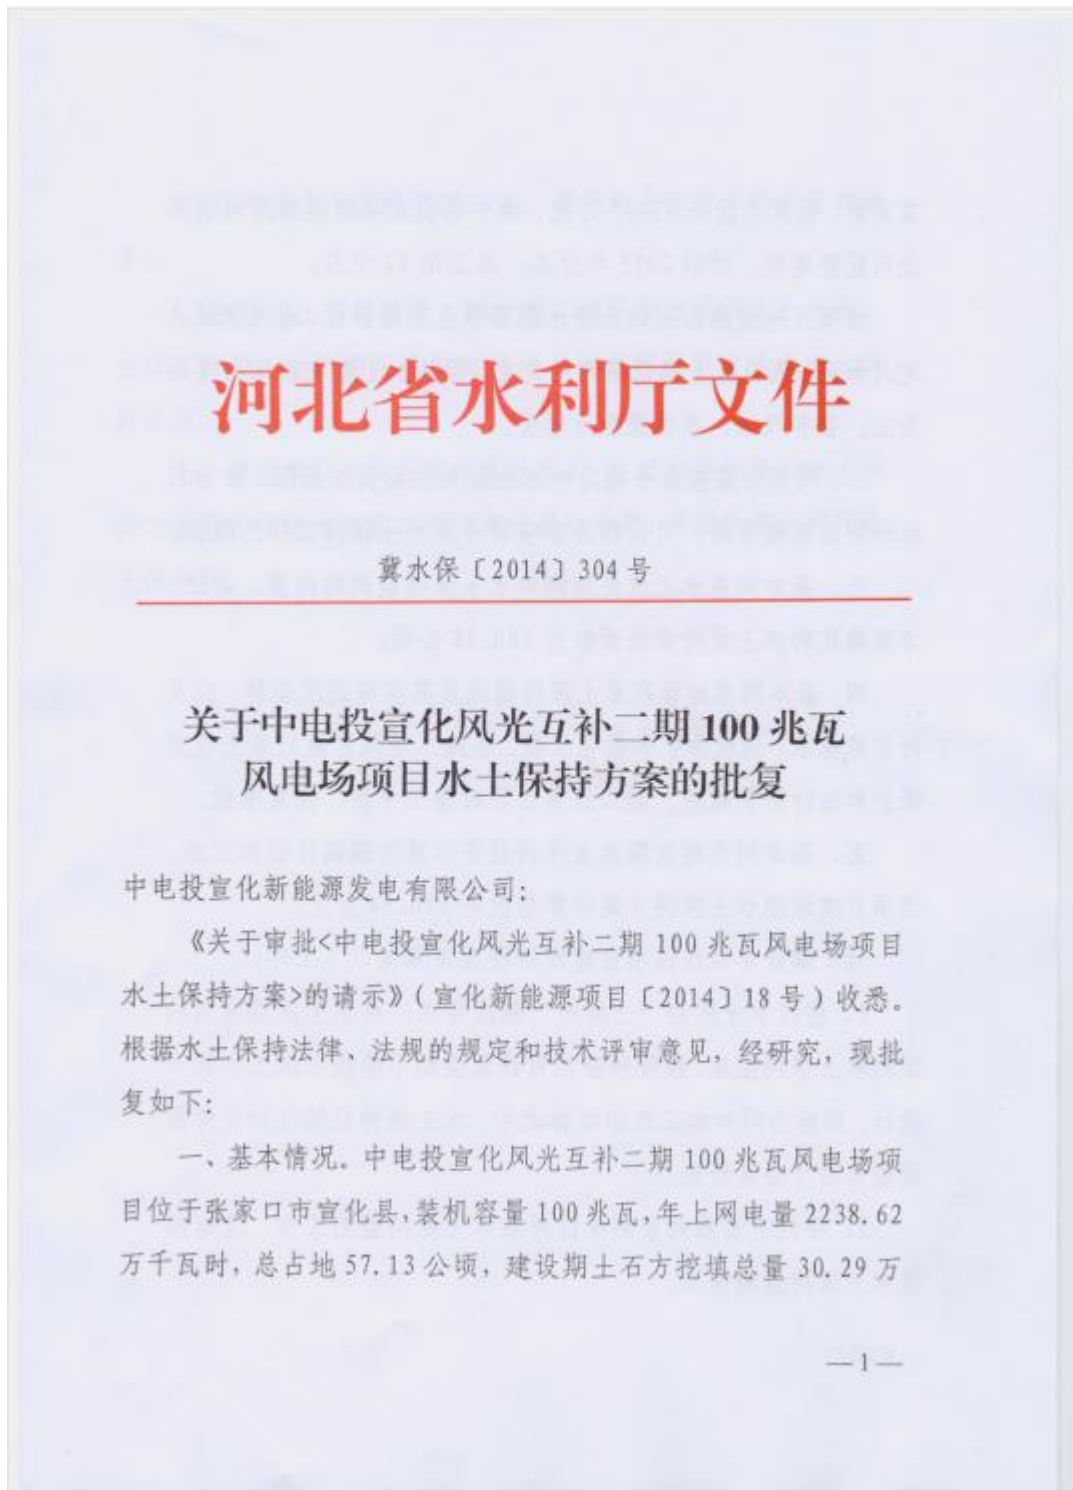 河北省水利厅文件
冀水保〔2014〕304号
关于中电投宣化风光互补二期100兆瓦
风电场项目水土保持方案的批复
中电投宣化新能源发电有限公司:
《关于审批<中电投宣化风光互补二期100兆瓦风电场项目
水土保持方案>的请示》(宣化新能源项目〔2014〕18号)收悉。
根据水土保持法律、法规的规定和技术评审意见,经研究,现批
复如下:
一、基本情况。中电投宣化风光互补二期100兆瓦风电场项
目位于张家口市宣化县,装机容量100兆瓦,年上网电量2238.62
万千瓦时,总占地57.13公顷,建设期土石方挖填总量30.29万
—1—